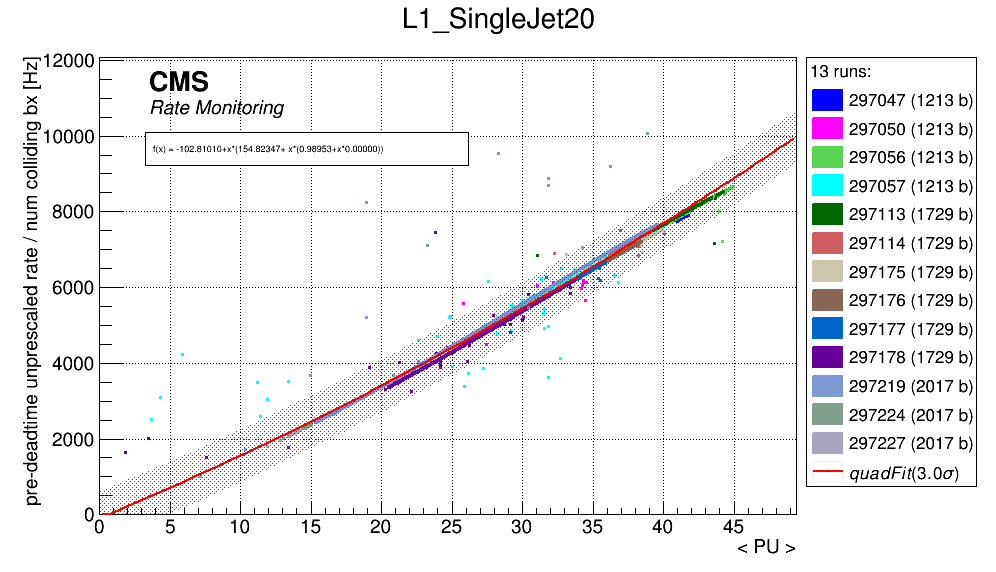 L1_SingleJet20
pre-deadtime unprescaled rate / num colliding bx [Hz]
12000
10000
8000
6000
4000
2000
0
CMS
Rate Monitoring
f(x) = -102.81010+x*(154.82347+ x*(0.98953+x*0.00000))
0 5 10 15 20 25 30 35 40 45
< PU >
13 runs:
297047 (1213 b)
297050 (1213 b)
297056 (1213 b)
297057 (1213 b)
297113 (1729 b)
297114 (1729 b)
297175 (1729 b)
297176 (1729 b)
297177 (1729 b)
297178 (1729 b)
297219 (2017 b)
297224 (2017 b)
297227 (2017 b)
quadFit(3.0σ)